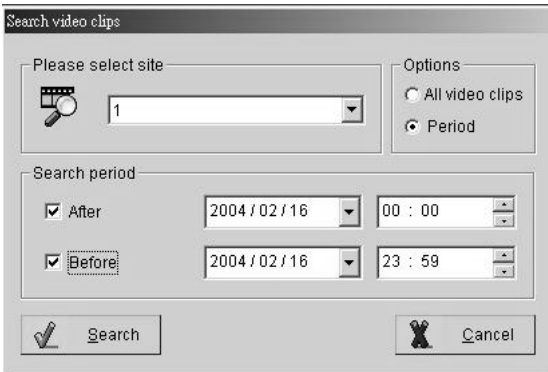 Search video clips
Please select site
1
Options
All video clips
Period
Search period
After 2004/02/16 00 : 00
Before 2004/02/16 23 : 59
Search Cancel